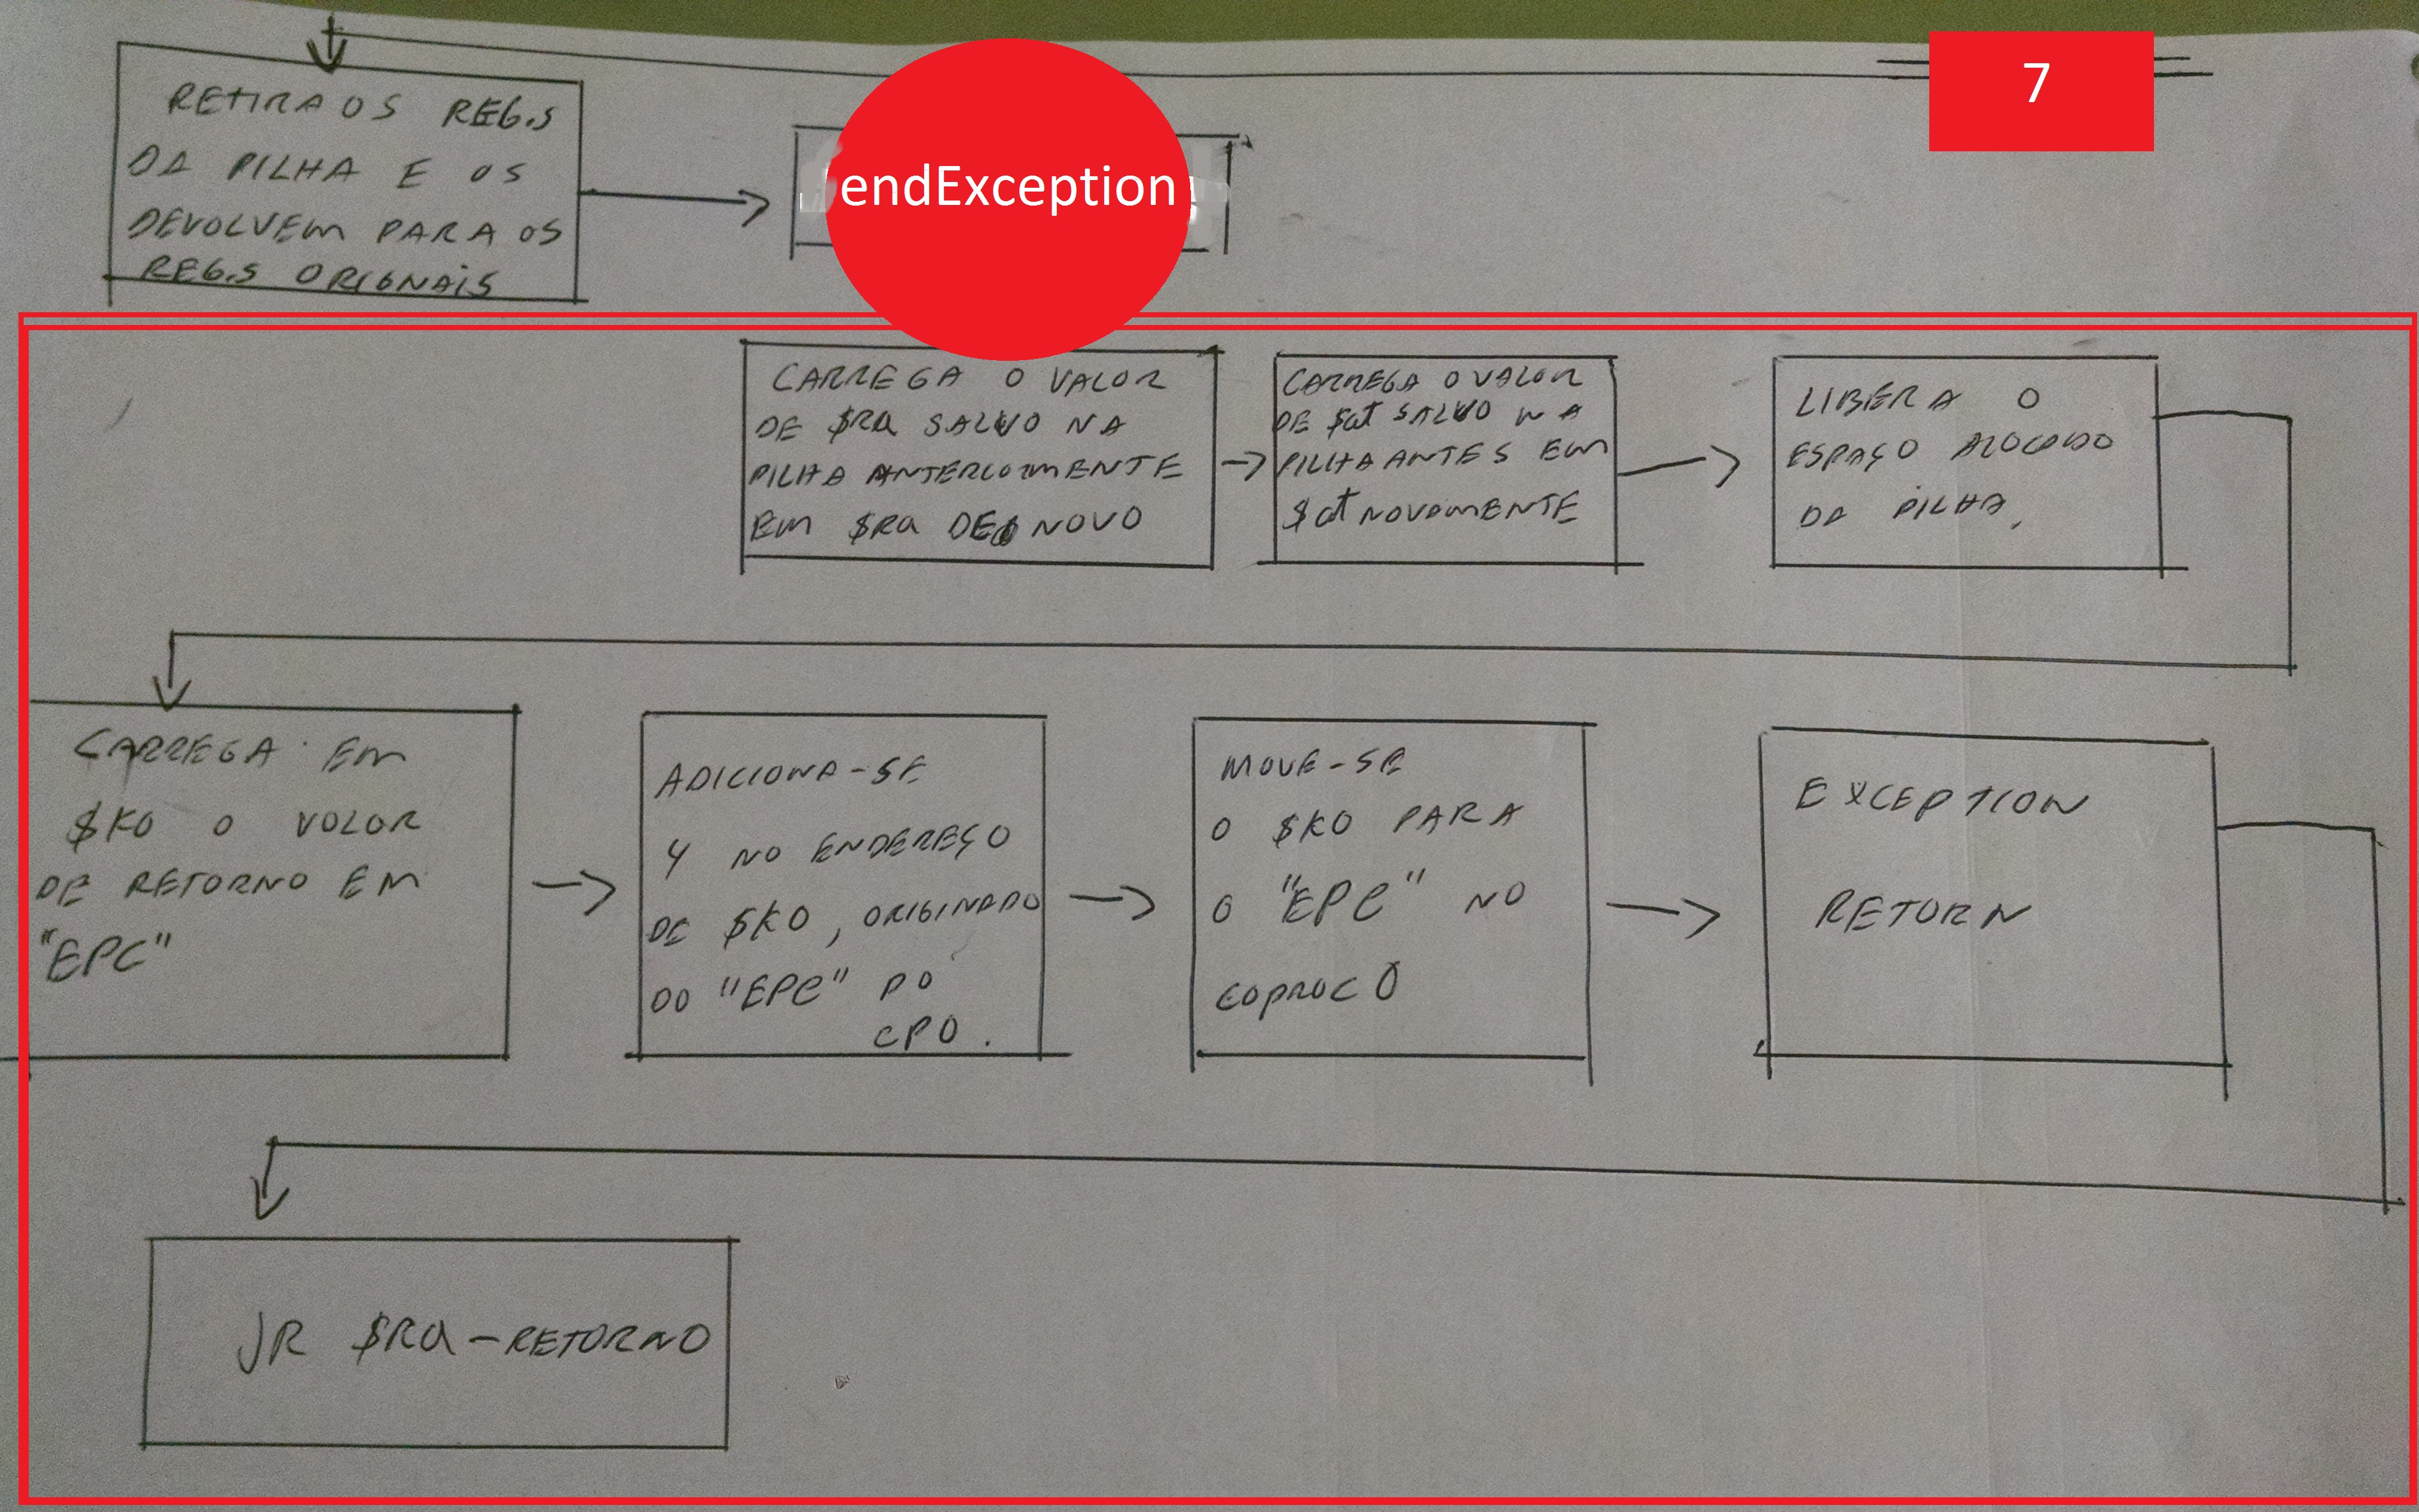 7
RETIRA OS REG.S
DA PILHA E OS
DEVOLVEM PARA OS
REG.S ORIGNAIS
endException
CARREGA O VALOR
DE $RA SALVO NA
PILHA
EM $RA DE NOVO
CARREGA O VALOR
DE $at SALVO NA
PILHA ANTES EM
$at NOVAMENTE
LIBERA O
ESPAÇO ALOCADO
DA PILHA.
CARREGA EM
$K0 O VALOR
DE RETORNO EM
"EPC"
ADICIONA-SE
4 NO ENDEREÇO
DE $K0, ORIGINADO
DO "EPC" DO
CP0.
MOVE-SE
O $K0 PARA
O "EPC" NO
COPROC 0
EXCEPTION
RETORN
JR $RA - RETORNO